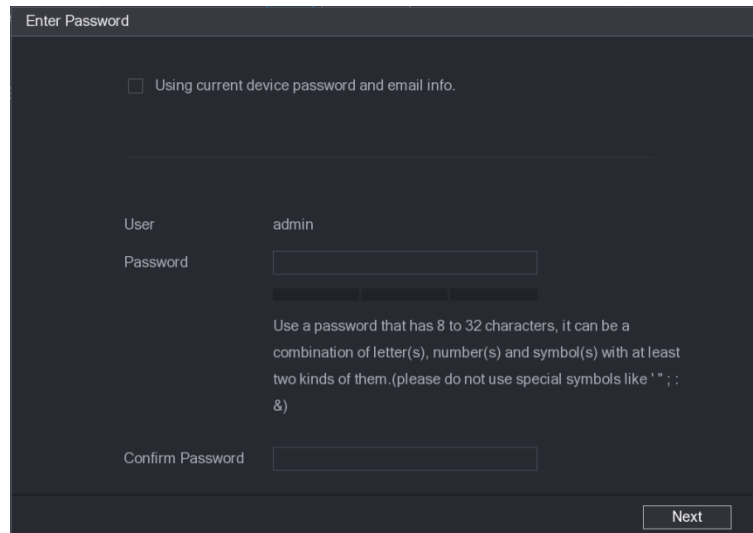 Enter Password
Using current device password and email info.
User admin
Password
Use a password that has 8 to 32 characters, it can be a
combination of letter(s), number(s) and symbol(s) with at least
two kinds of them.(please do not use special symbols like ' " ; :
&)
Confirm Password
Next